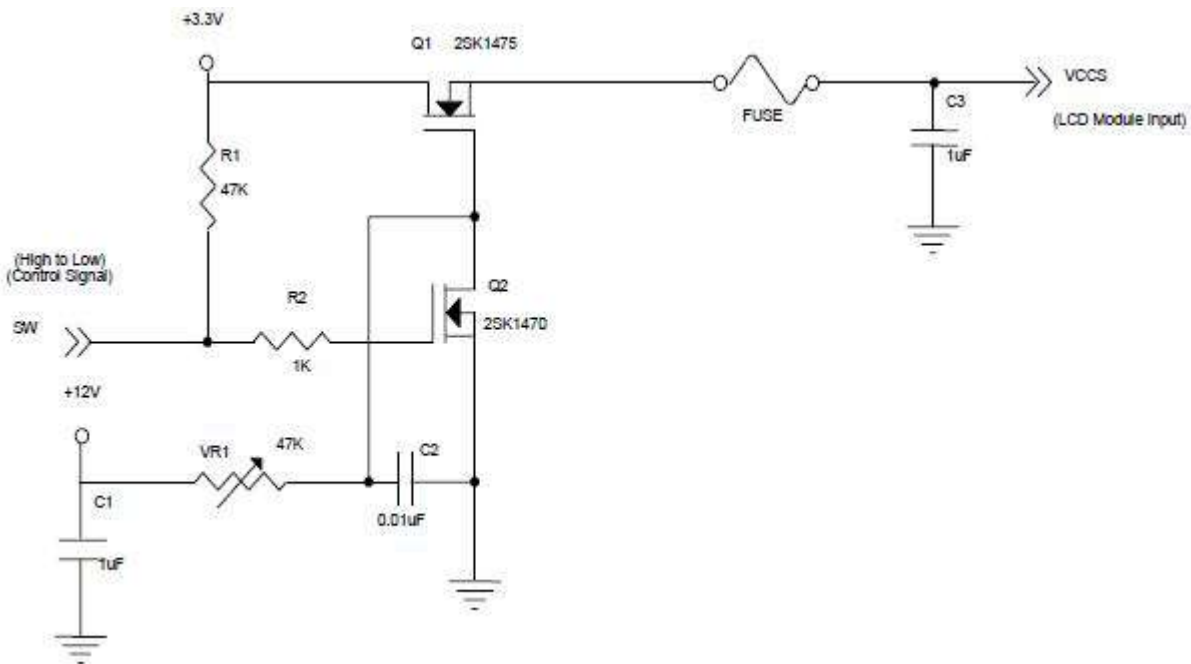 +3.3V
Q1 2SK1475
VCCS
C3
FUSE
(LCD Module Input)
R1
1uF
47K
(High to Low)
(Control Signal)
Q2
R2
SW
2SK1470
1K
+12V
47K
VR1
C2
C1
0.01uF
1uF